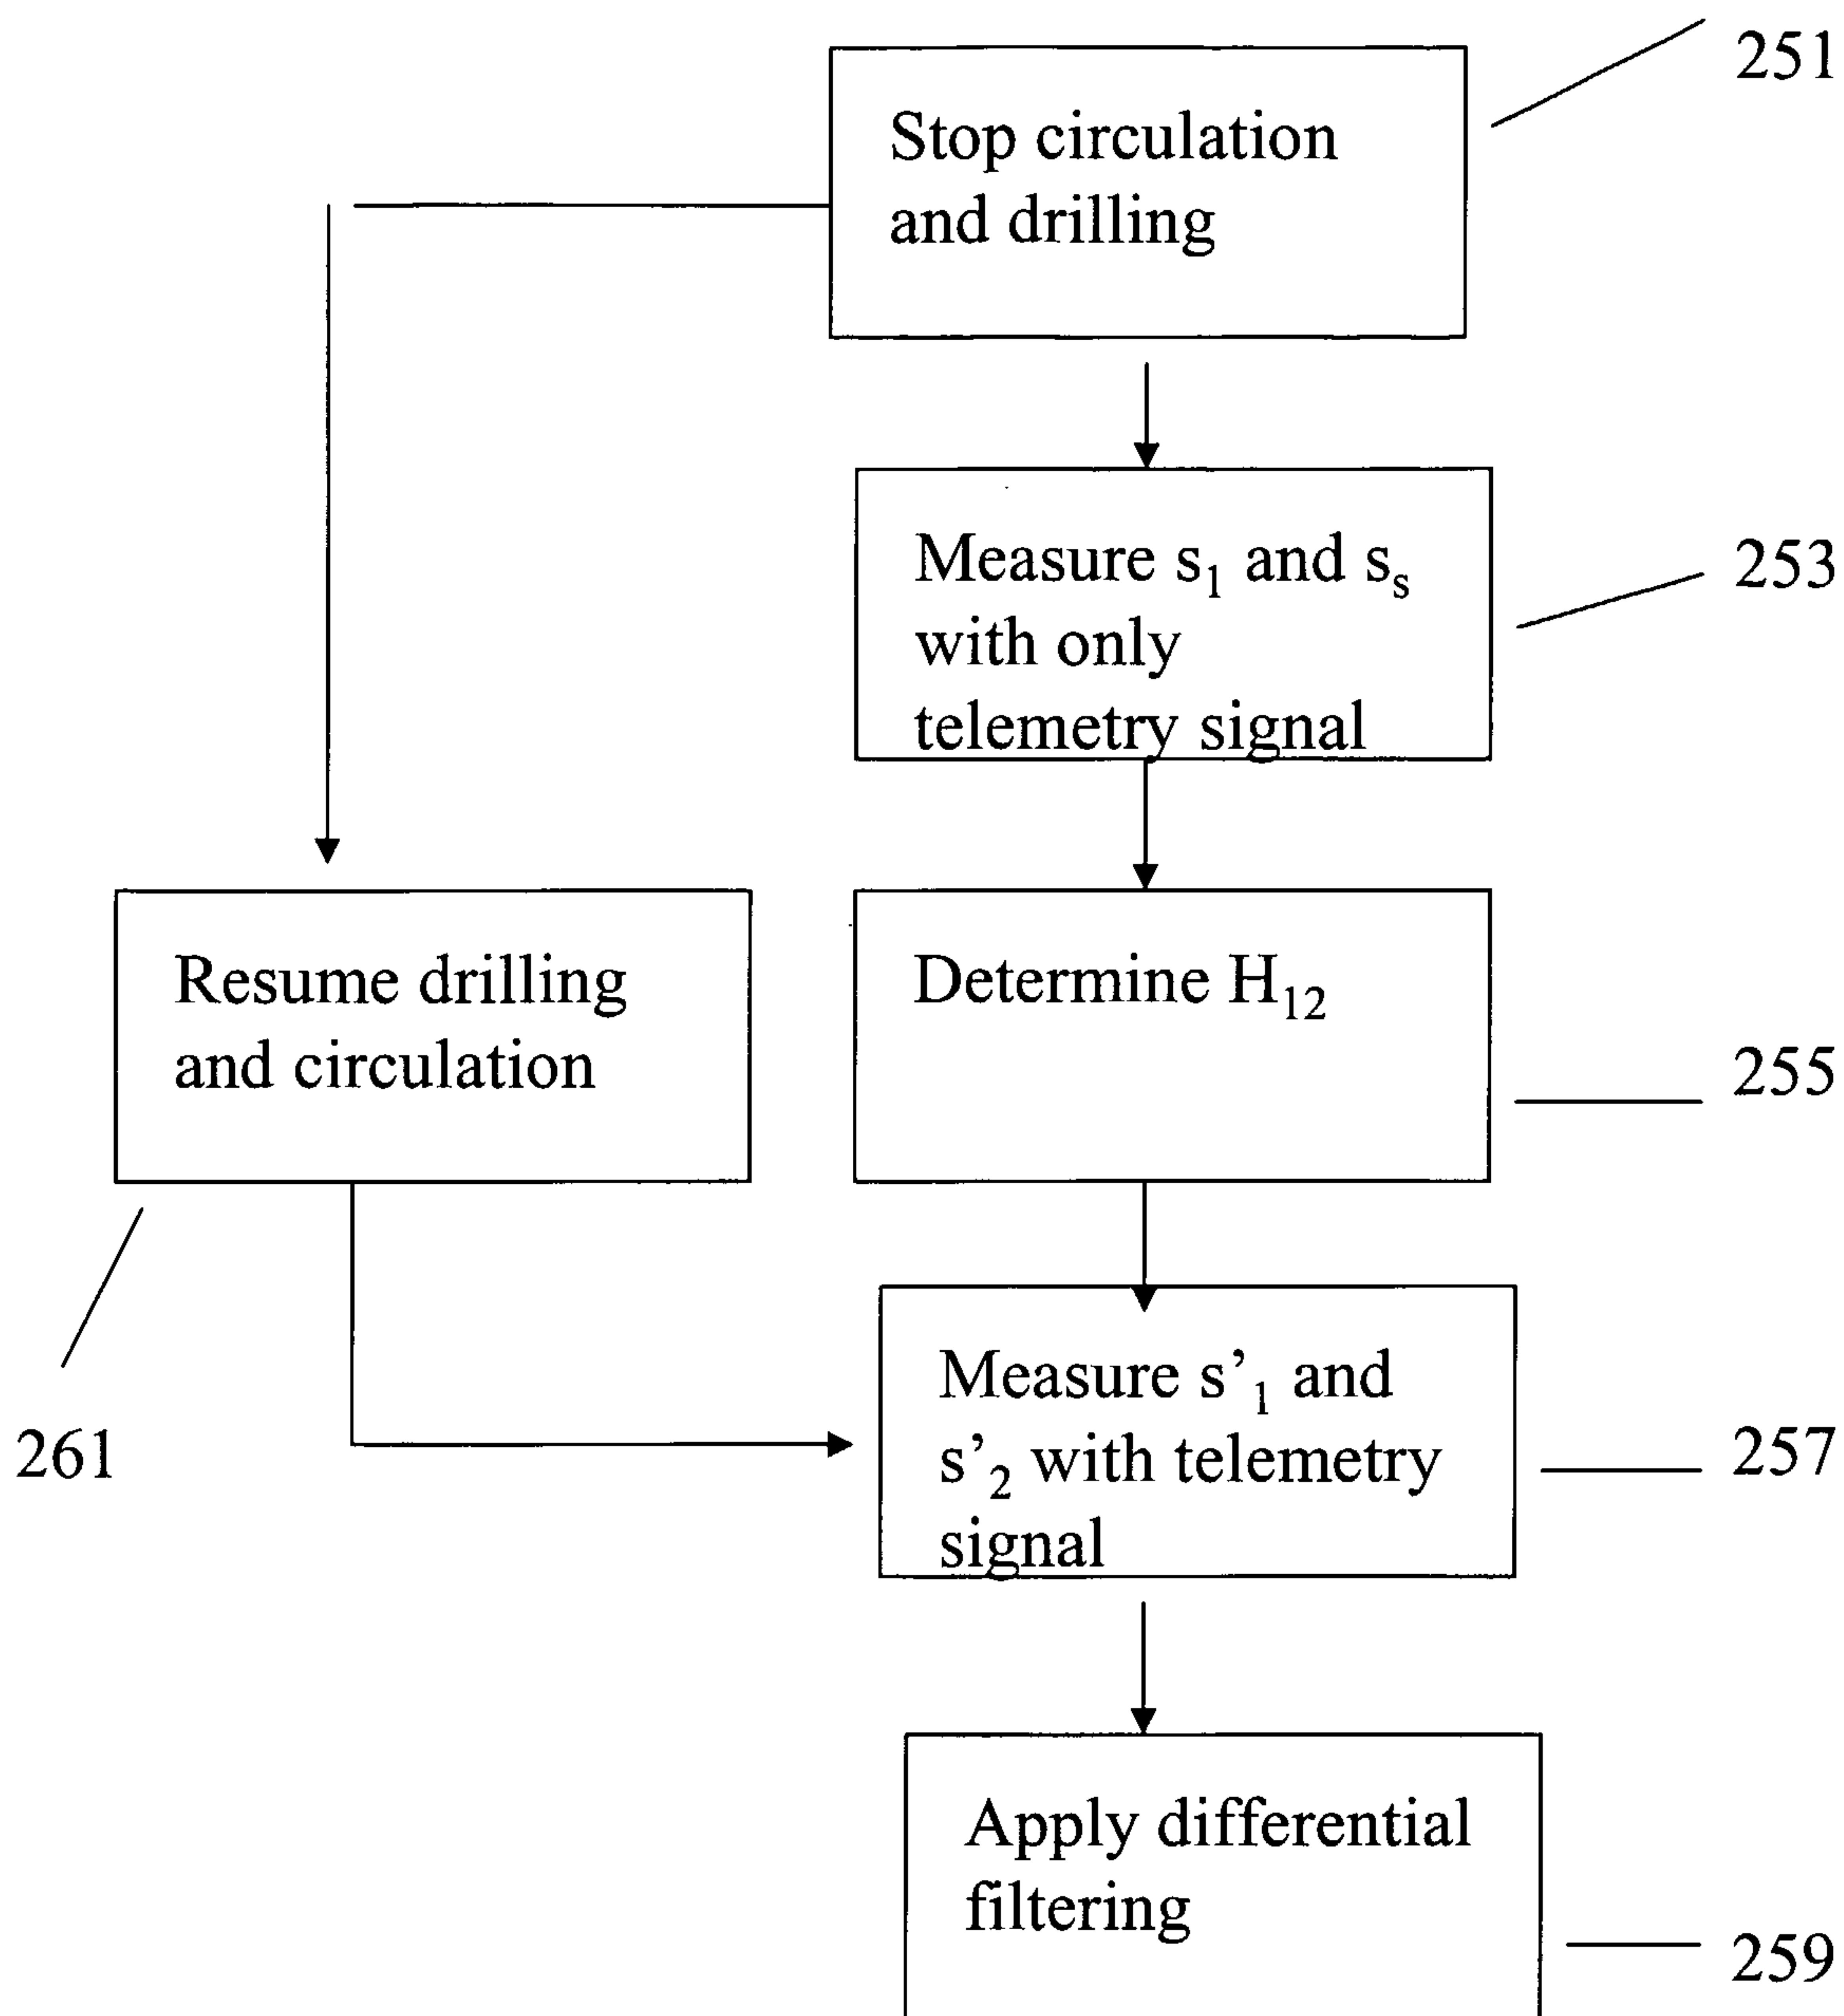 251
Stop circulation
and drilling
Measure s₁ and sₛ
with only
telemetry signal
253
Resume drilling
and circulation
Determine H₁₂
255
261
Measure s’₁ and
s’₂ with telemetry
signal
257
Apply differential
filtering
259